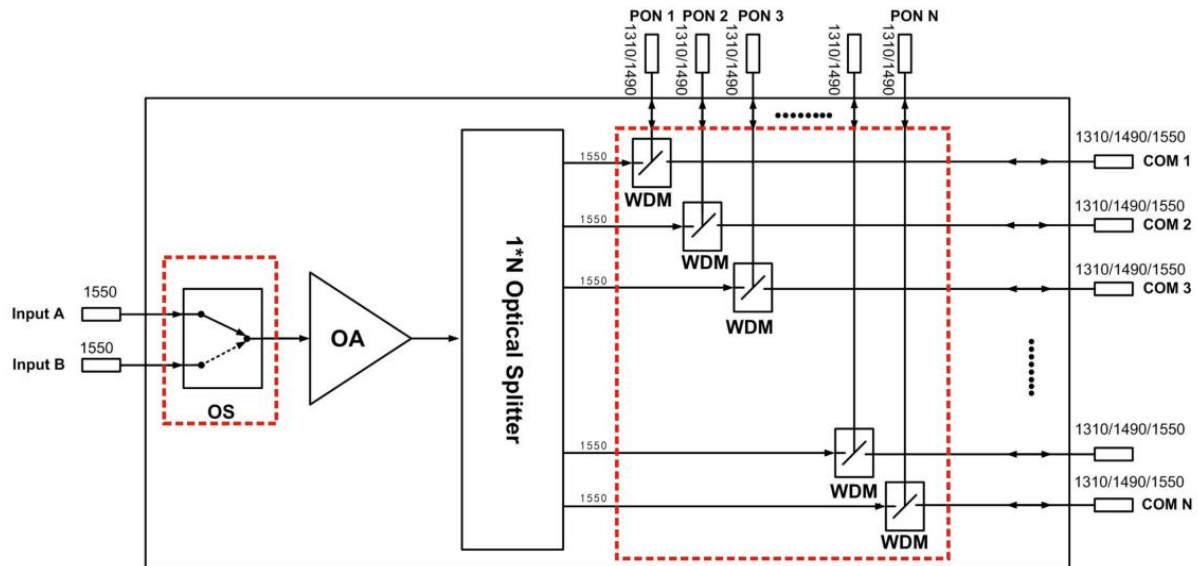 PON 1 PON 2 PON 3 PON N
1310/1490
1310/1490
1310/1490
1310/1490
1310/1490
1550
WDM
1310/1490/1550
COM 1
1550
WDM
1310/1490/1550
COM 2
1550
WDM
1310/1490/1550
COM 3
Input A
1550
Input B
1550
OS
OA
1*N Optical Splitter
1550
WDM
1310/1490/1550
1550
WDM
1310/1490/1550
COM N